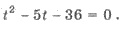 t² – 5t – 36 = 0 .